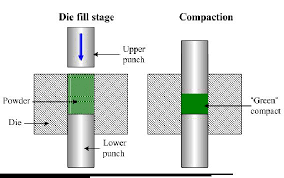 Die fill stage
Compaction
Upper
punch
Powder
Die
Lower
punch
"Green"
compact